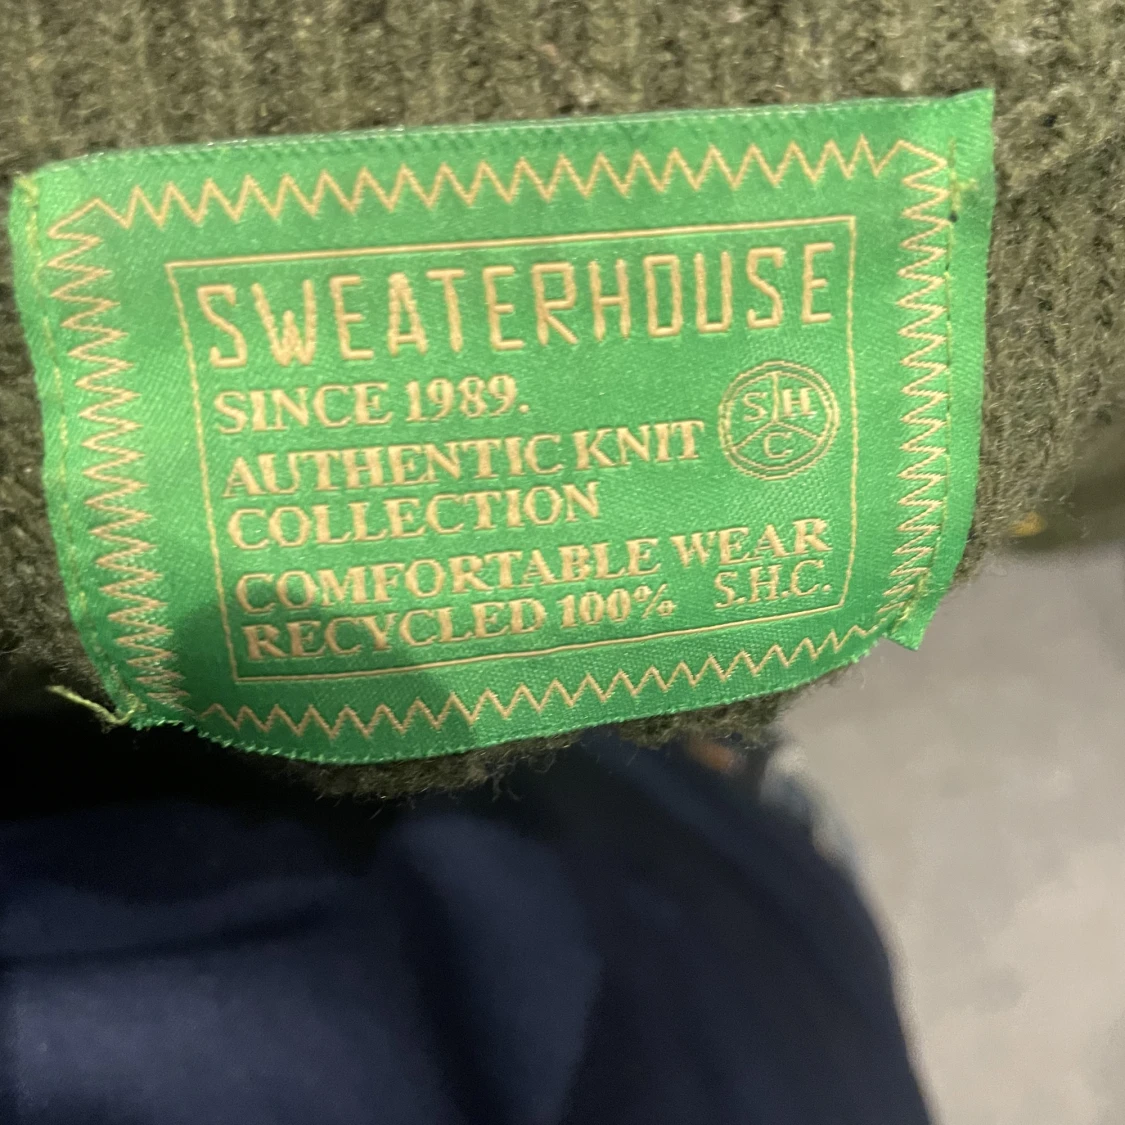 SWEATERHOUSE
SINCE 1989.
AUTHENTIC KNIT
COLLECTION
S H
C
COMFORTABLE WEAR
RECYCLED 100% S.H.C.